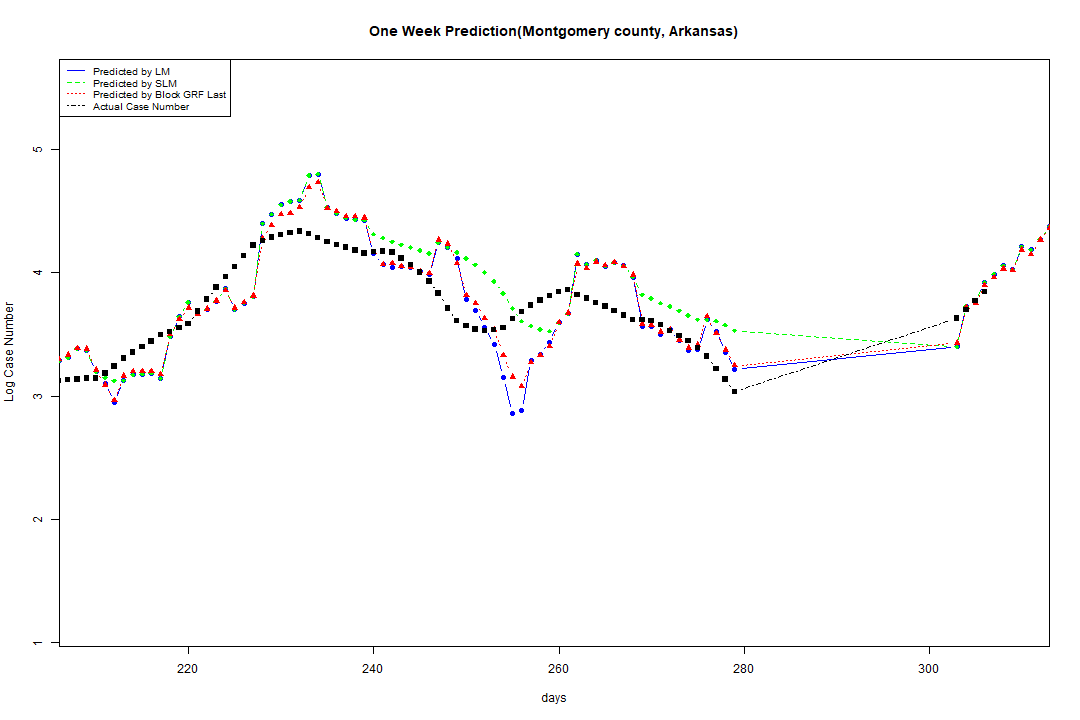 One Week Prediction(Montgomery county, Arkansas)
Predicted by LM
Predicted by SLM
Predicted by Block GRF Last
Actual Case Number
5
4
3
2
1
Log Case Number
220 240 260 280 300
days